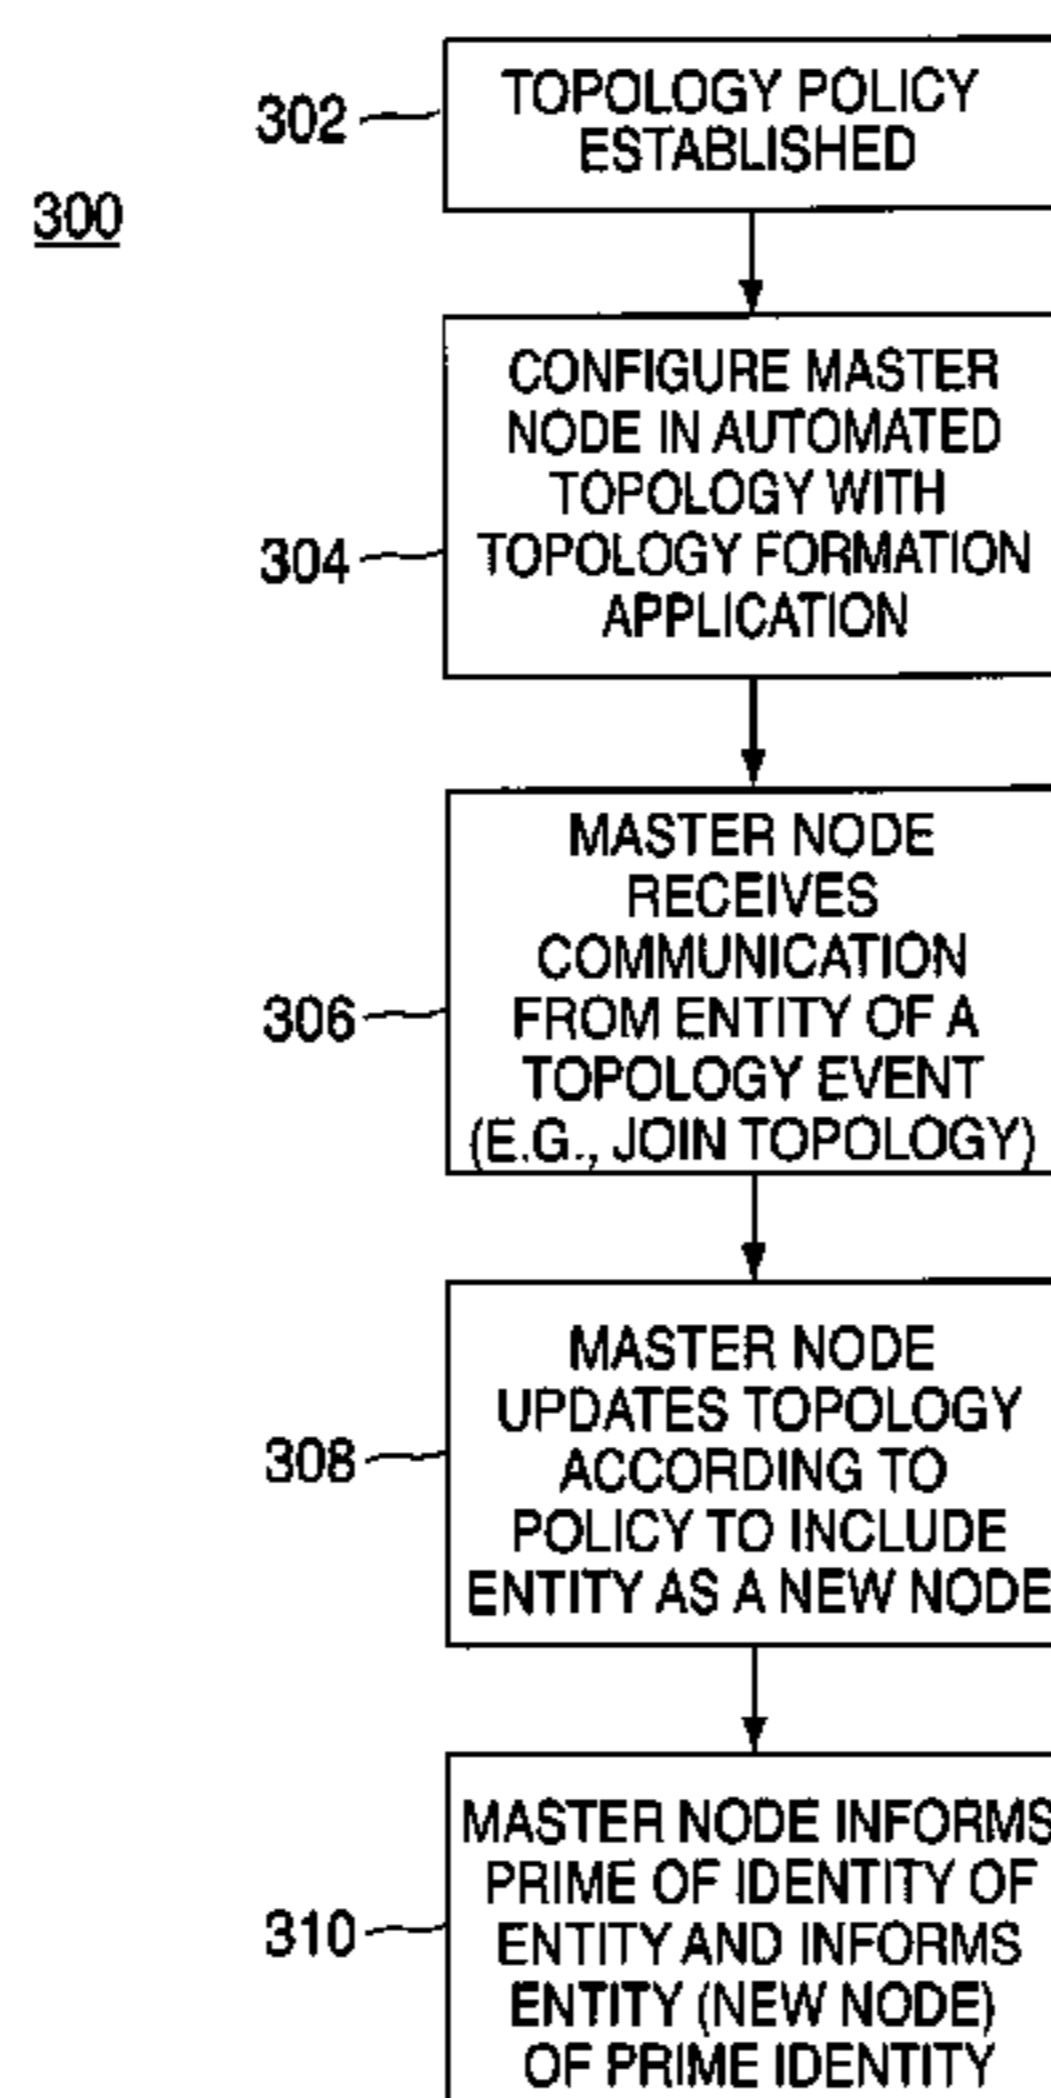 302
TOPOLOGY POLICY
ESTABLISHED
300
304
CONFIGURE MASTER
NODE IN AUTOMATED
TOPOLOGY WITH
TOPOLOGY FORMATION
APPLICATION
306
MASTER NODE
RECEIVES
COMMUNICATION
FROM ENTITY OF A
TOPOLOGY EVENT
(E.G., JOIN TOPOLOGY)
308
MASTER NODE
UPDATES TOPOLOGY
ACCORDING TO
POLICY TO INCLUDE
ENTITY AS A NEW NODE
310
MASTER NODE INFORMS
PRIME OF IDENTITY OF
ENTITY AND INFORMS
ENTITY (NEW NODE)
OF PRIME IDENTITY